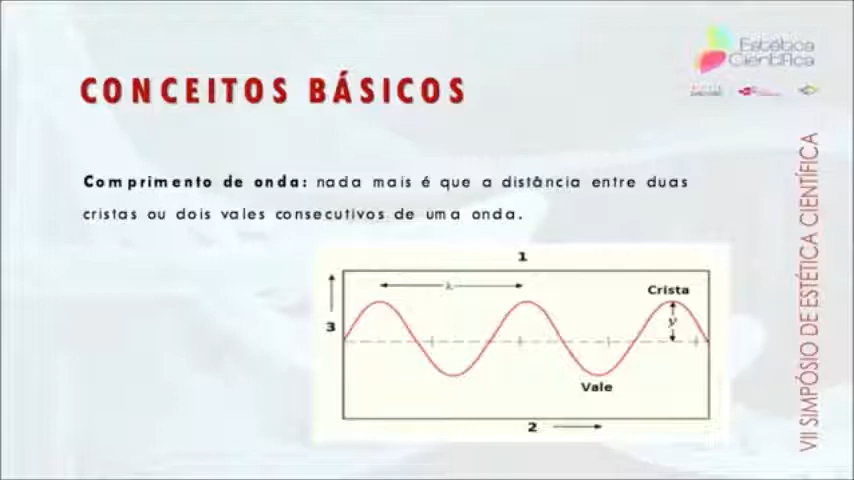 Estética
Científica
CONCEITOS BÁSICOS
Comprimento de onda: nada mais é que a distância entre duas
cristas ou dois vales consecutivos de uma onda.
1
λ
Crista
3
y
Vale
2
VII SIMPÓSIO DE ESTÉTICA CIENTÍFICA